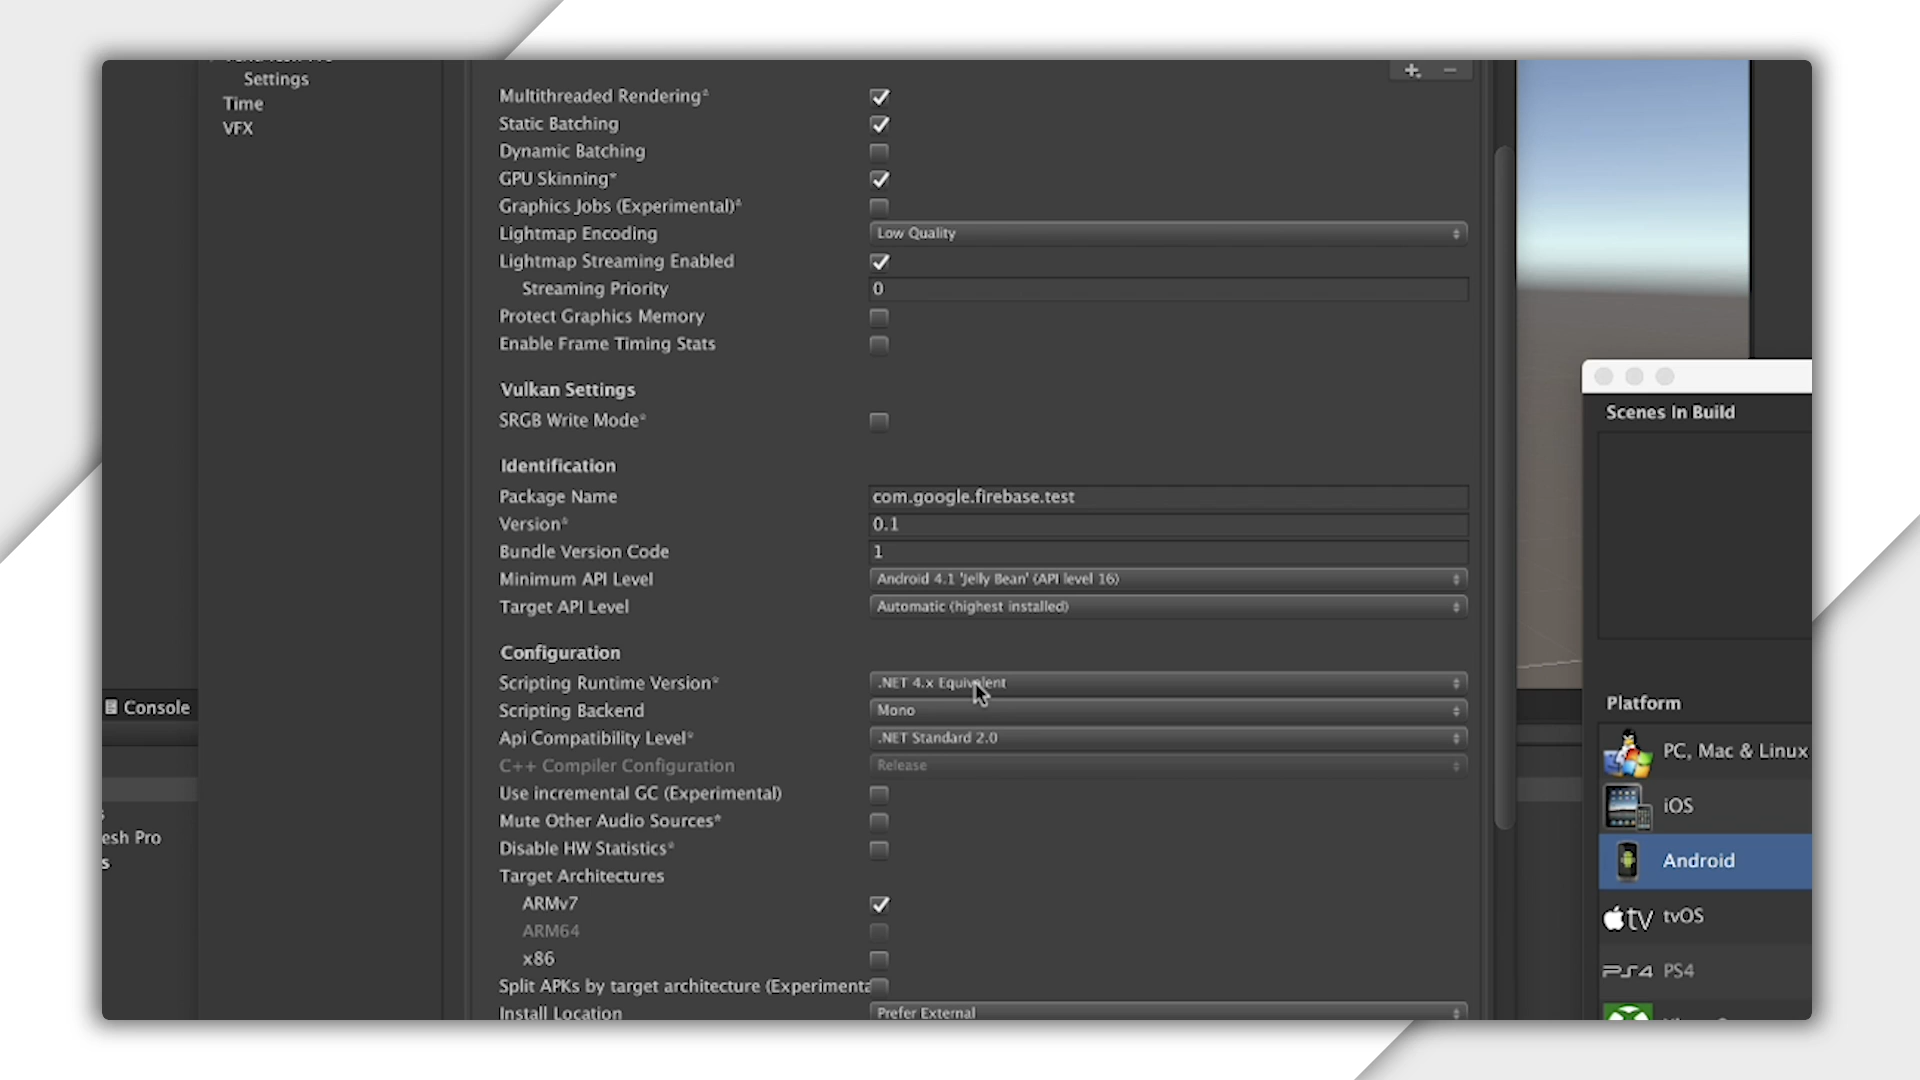 Settings
Time
VFX
Multithreaded Rendering*
Static Batching
Dynamic Batching
GPU Skinning*
Graphics Jobs (Experimental)*
Lightmap Encoding Low Quality
Lightmap Streaming Enabled
Streaming Priority 0
Protect Graphics Memory
Enable Frame Timing Stats
Vulkan Settings
SRGB Write Mode*
Identification
Package Name com.google.firebase.test
Version* 0.1
Bundle Version Code 1
Minimum API Level Android 4.1 'Jelly Bean' (API level 16)
Target API Level Automatic (highest installed)
Configuration
Scripting Runtime Version* .NET 4.x Equivalent
Scripting Backend Mono
Api Compatibility Level* .NET Standard 2.0
C++ Compiler Configuration Release
Use incremental GC (Experimental)
Mute Other Audio Sources*
Disable HW Statistics*
Target Architectures
ARMv7
ARM64
x86
Split APKs by target architecture (Experimenta
Install Location Prefer External
Console
s
esh Pro
s
Scenes In Build
Platform
PC, Mac & Linux
iOS
Android
tv tvOS
PS4 PS4